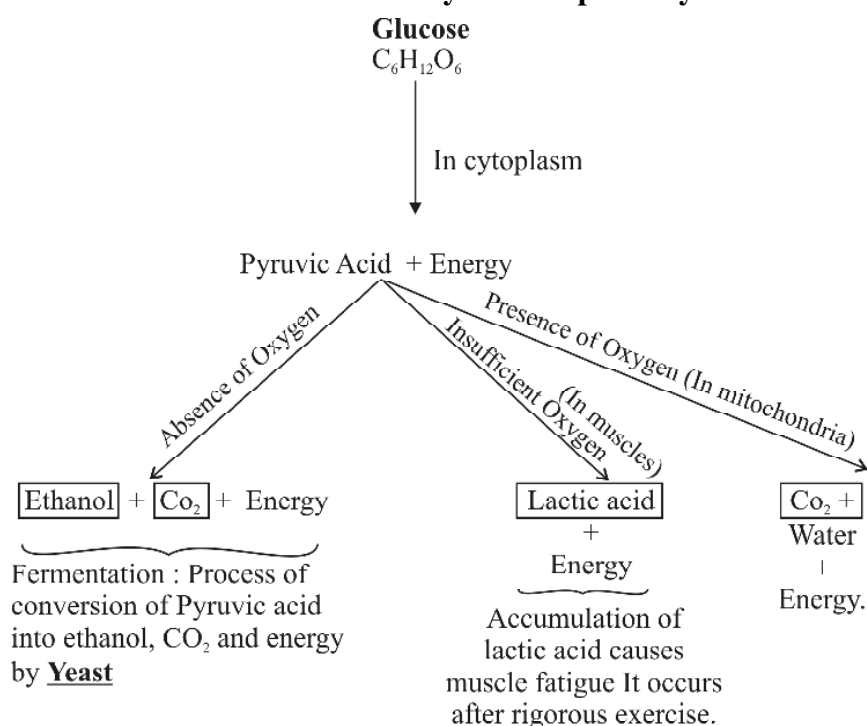 Glucose
C₆H₁₂O₆
In cytoplasm
Pyruvic Acid + Energy
Absence of Oxygen
Insufficient Oxygen
(In muscles)
Presence of Oxygen (In mitochondria)
Ethanol + Co₂ + Energy
Fermentation : Process of
conversion of Pyruvic acid
into ethanol, CO₂ and energy
by Yeast
Lactic acid
+
Energy
Accumulation of
lactic acid causes
muscle fatigue It occurs
after rigorous exercise.
Co₂ +
Water
+
Energy.